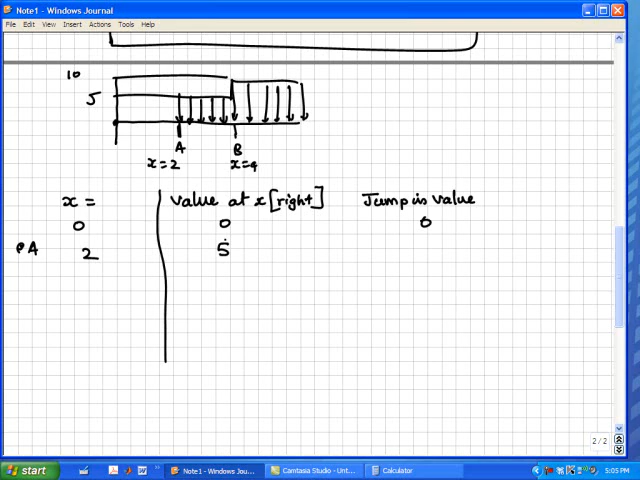 Note1 - Windows Journal
File Edit View Insert Actions Tools Help
10
5
A B
x=2 x=4
x = Value at x [right] Jump is value
0 0 0
@A 2 5
2 / 2
start Note1 - Windows Jou... Camtasia Studio - Unt... Calculator 5:05 PM